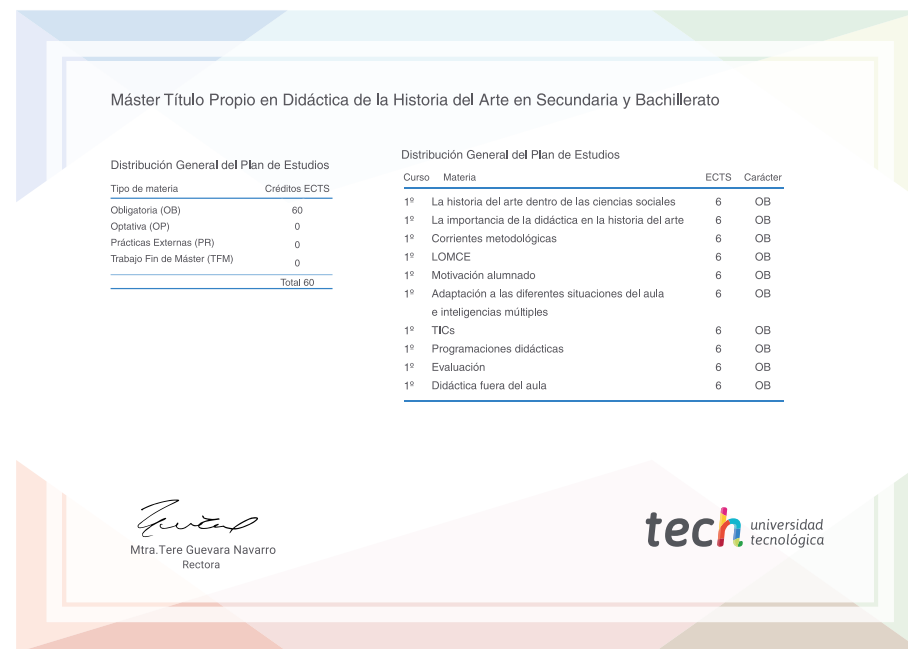 Máster Título Propio en Didáctica de la Historia del Arte en Secundaria y Bachillerato
Distribución General del Plan de Estudios
Tipo de materia Créditos ECTS
Obligatoria (OB) 60
Optativa (OP) 0
Prácticas Externas (PR) 0
Trabajo Fin de Máster (TFM) 0
Total 60
Distribución General del Plan de Estudios
Curso Materia ECTS Carácter
1º La historia del arte dentro de las ciencias sociales 6 OB
1º La importancia de la didáctica en la historia del arte 6 OB
1º Corrientes metodológicas 6 OB
1º LOMCE 6 OB
1º Motivación alumnado 6 OB
1º Adaptación a las diferentes situaciones del aula 6 OB
e inteligencias múltiples
1º TICs 6 OB
1º Programaciones didácticas 6 OB
1º Evaluación 6 OB
1º Didáctica fuera del aula 6 OB
Mtra.Tere Guevara Navarro
Rectora
tech universidad
tecnológica